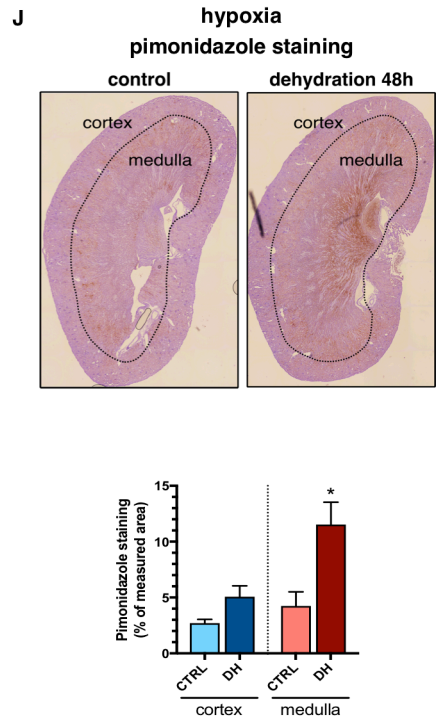 J
hypoxia
pimonidazole staining
control
dehydration 48h
cortex
medulla
cortex
medulla
Pimonidazole staining
(% of measured area)
15
10
5
0
*
CTRL
DH
CTRL
DH
cortex
medulla